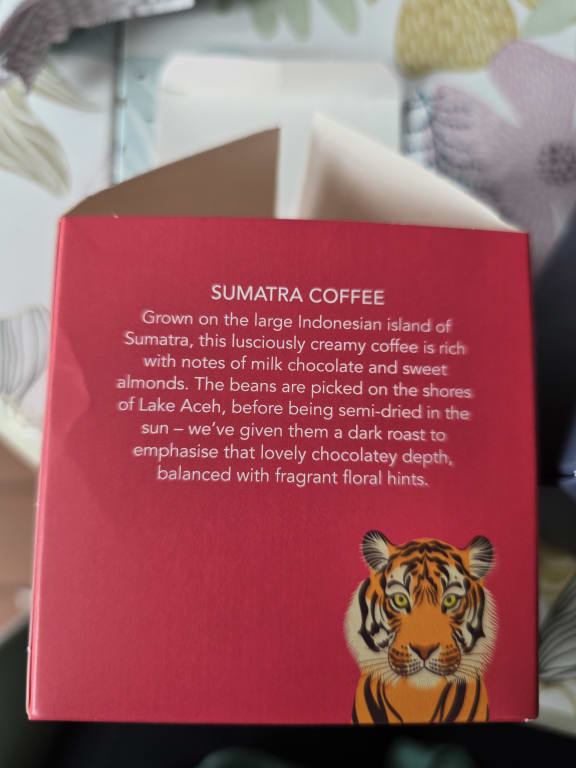 SUMATRA COFFEE
Grown on the large Indonesian island of
Sumatra, this lusciously creamy coffee is rich
with notes of milk chocolate and sweet
almonds. The beans are picked on the shores
of Lake Aceh, before being semi-dried in the
sun – we've given them a dark roast to
emphasise that lovely chocolatey depth,
balanced with fragrant floral hints.